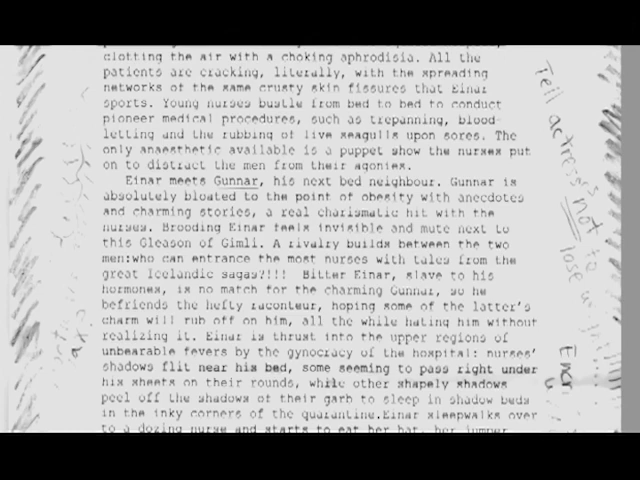 clotting the air with a choking aphrodisia. All the
patients are cracking, literally, with the spreading
networks of the same crusty skin fissures that Einar
sports. Young nurses bustle from bed to bed to conduct
pioneer medical procedures, such as trepanning, blood-
letting and the rubbing of live seagulls upon sores. The
only anaesthetic available is a puppet show the nurses put
on to distract the men from their agonies.
Einar meets Gunnar, his next bed neighbour. Gunnar is
absolutely bloated to the point of obesity with anecdotes
and charming stories, a real charismatic hit with the
nurses. Brooding Einar feels invisible and mute next to
this Gleason of Gimli. A rivalry builds between the two
men:who can entrance the most nurses with tales from the
great Icelandic sagas?!!! Bitter Einar, slave to his
hormones, is no match for the charming Gunnar, so he
befriends the hefty raconteur, hoping some of the latter's
charm will rub off on him, all the while hating him without
realizing it. Einar is thrust into the upper regions of
unbearable fevers by the gynocracy of the hospital: nurses'
shadows flit near his bed, some seeming to pass right under
his sheets on their rounds, while other shapely shadows
peel off the shadows of their garb to sleep in shadow beds
in the inky corners of the quarantine.Einar sleepwalks over
to a dozing nurse and starts to eat her hat, her jumper
Tell actress's not to
lose